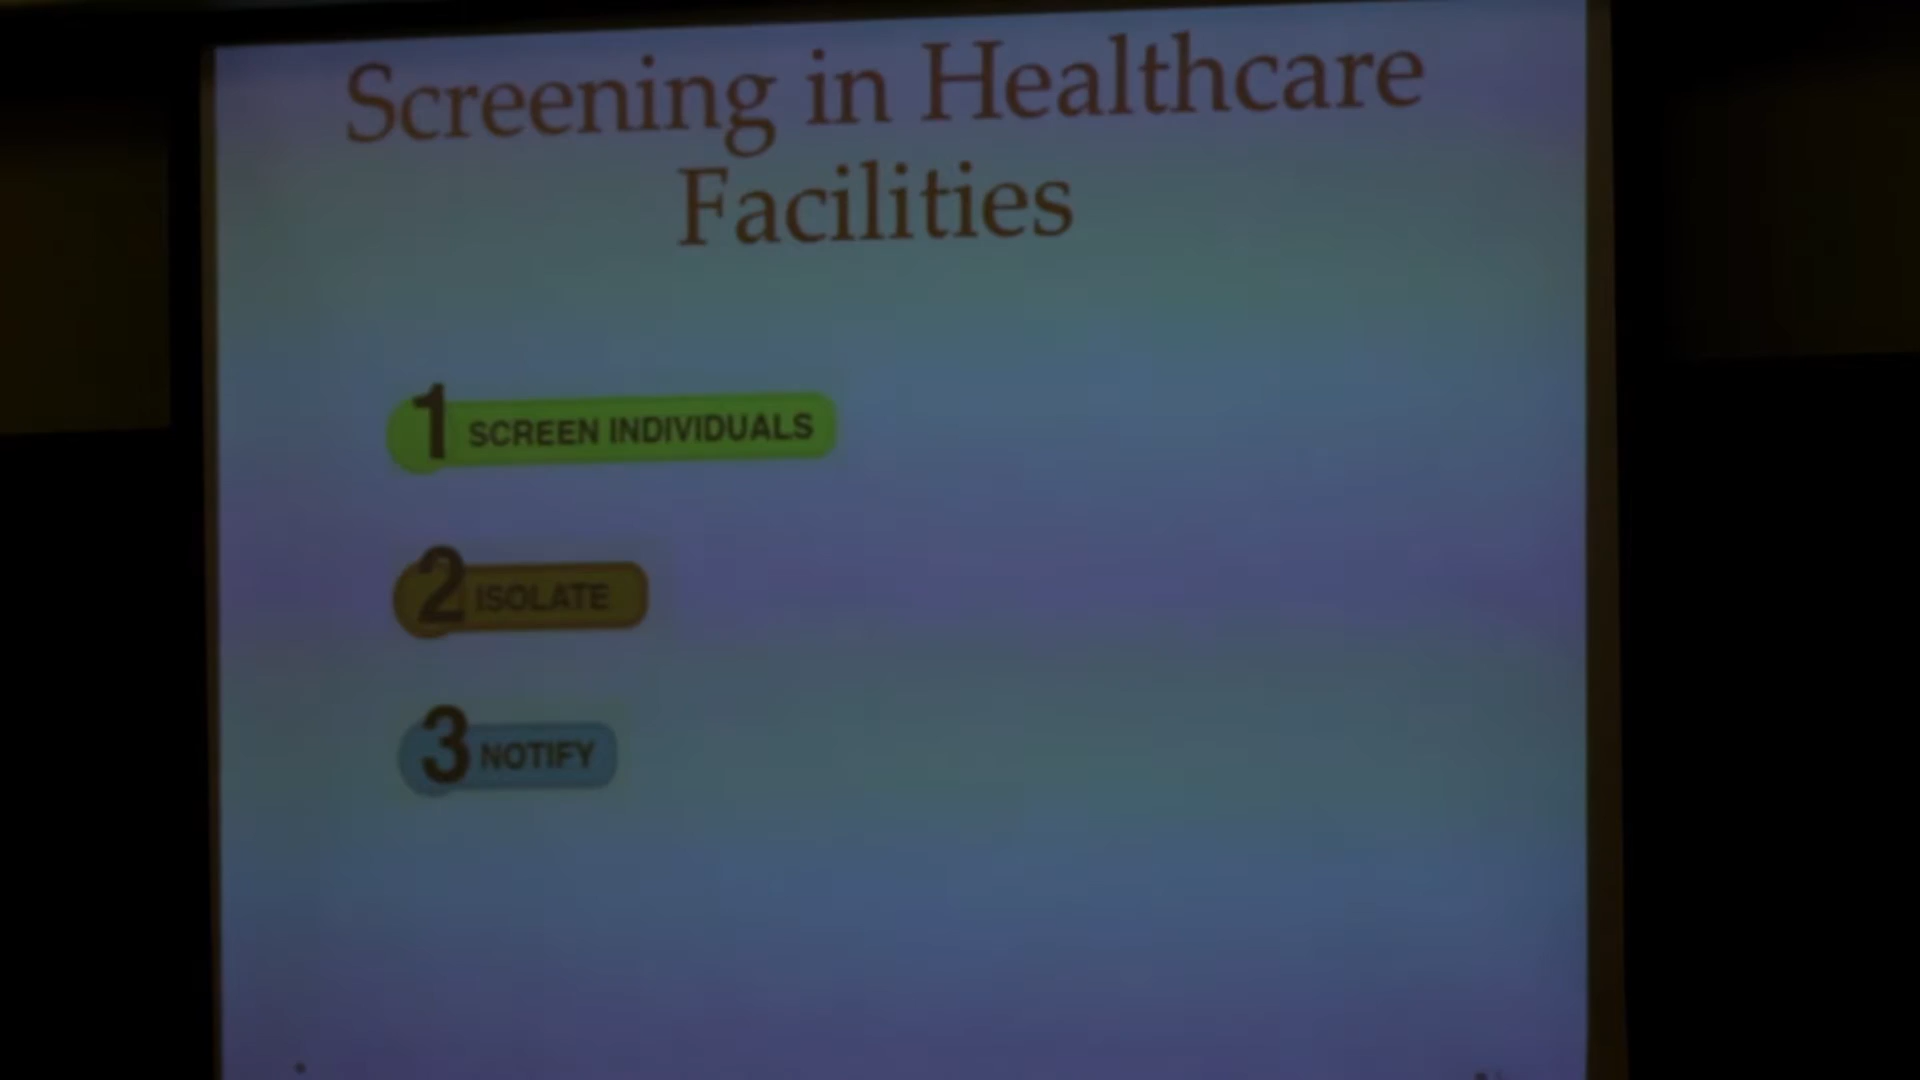 Screening in Healthcare
Facilities
1 SCREEN INDIVIDUALS
2 ISOLATE
3 NOTIFY